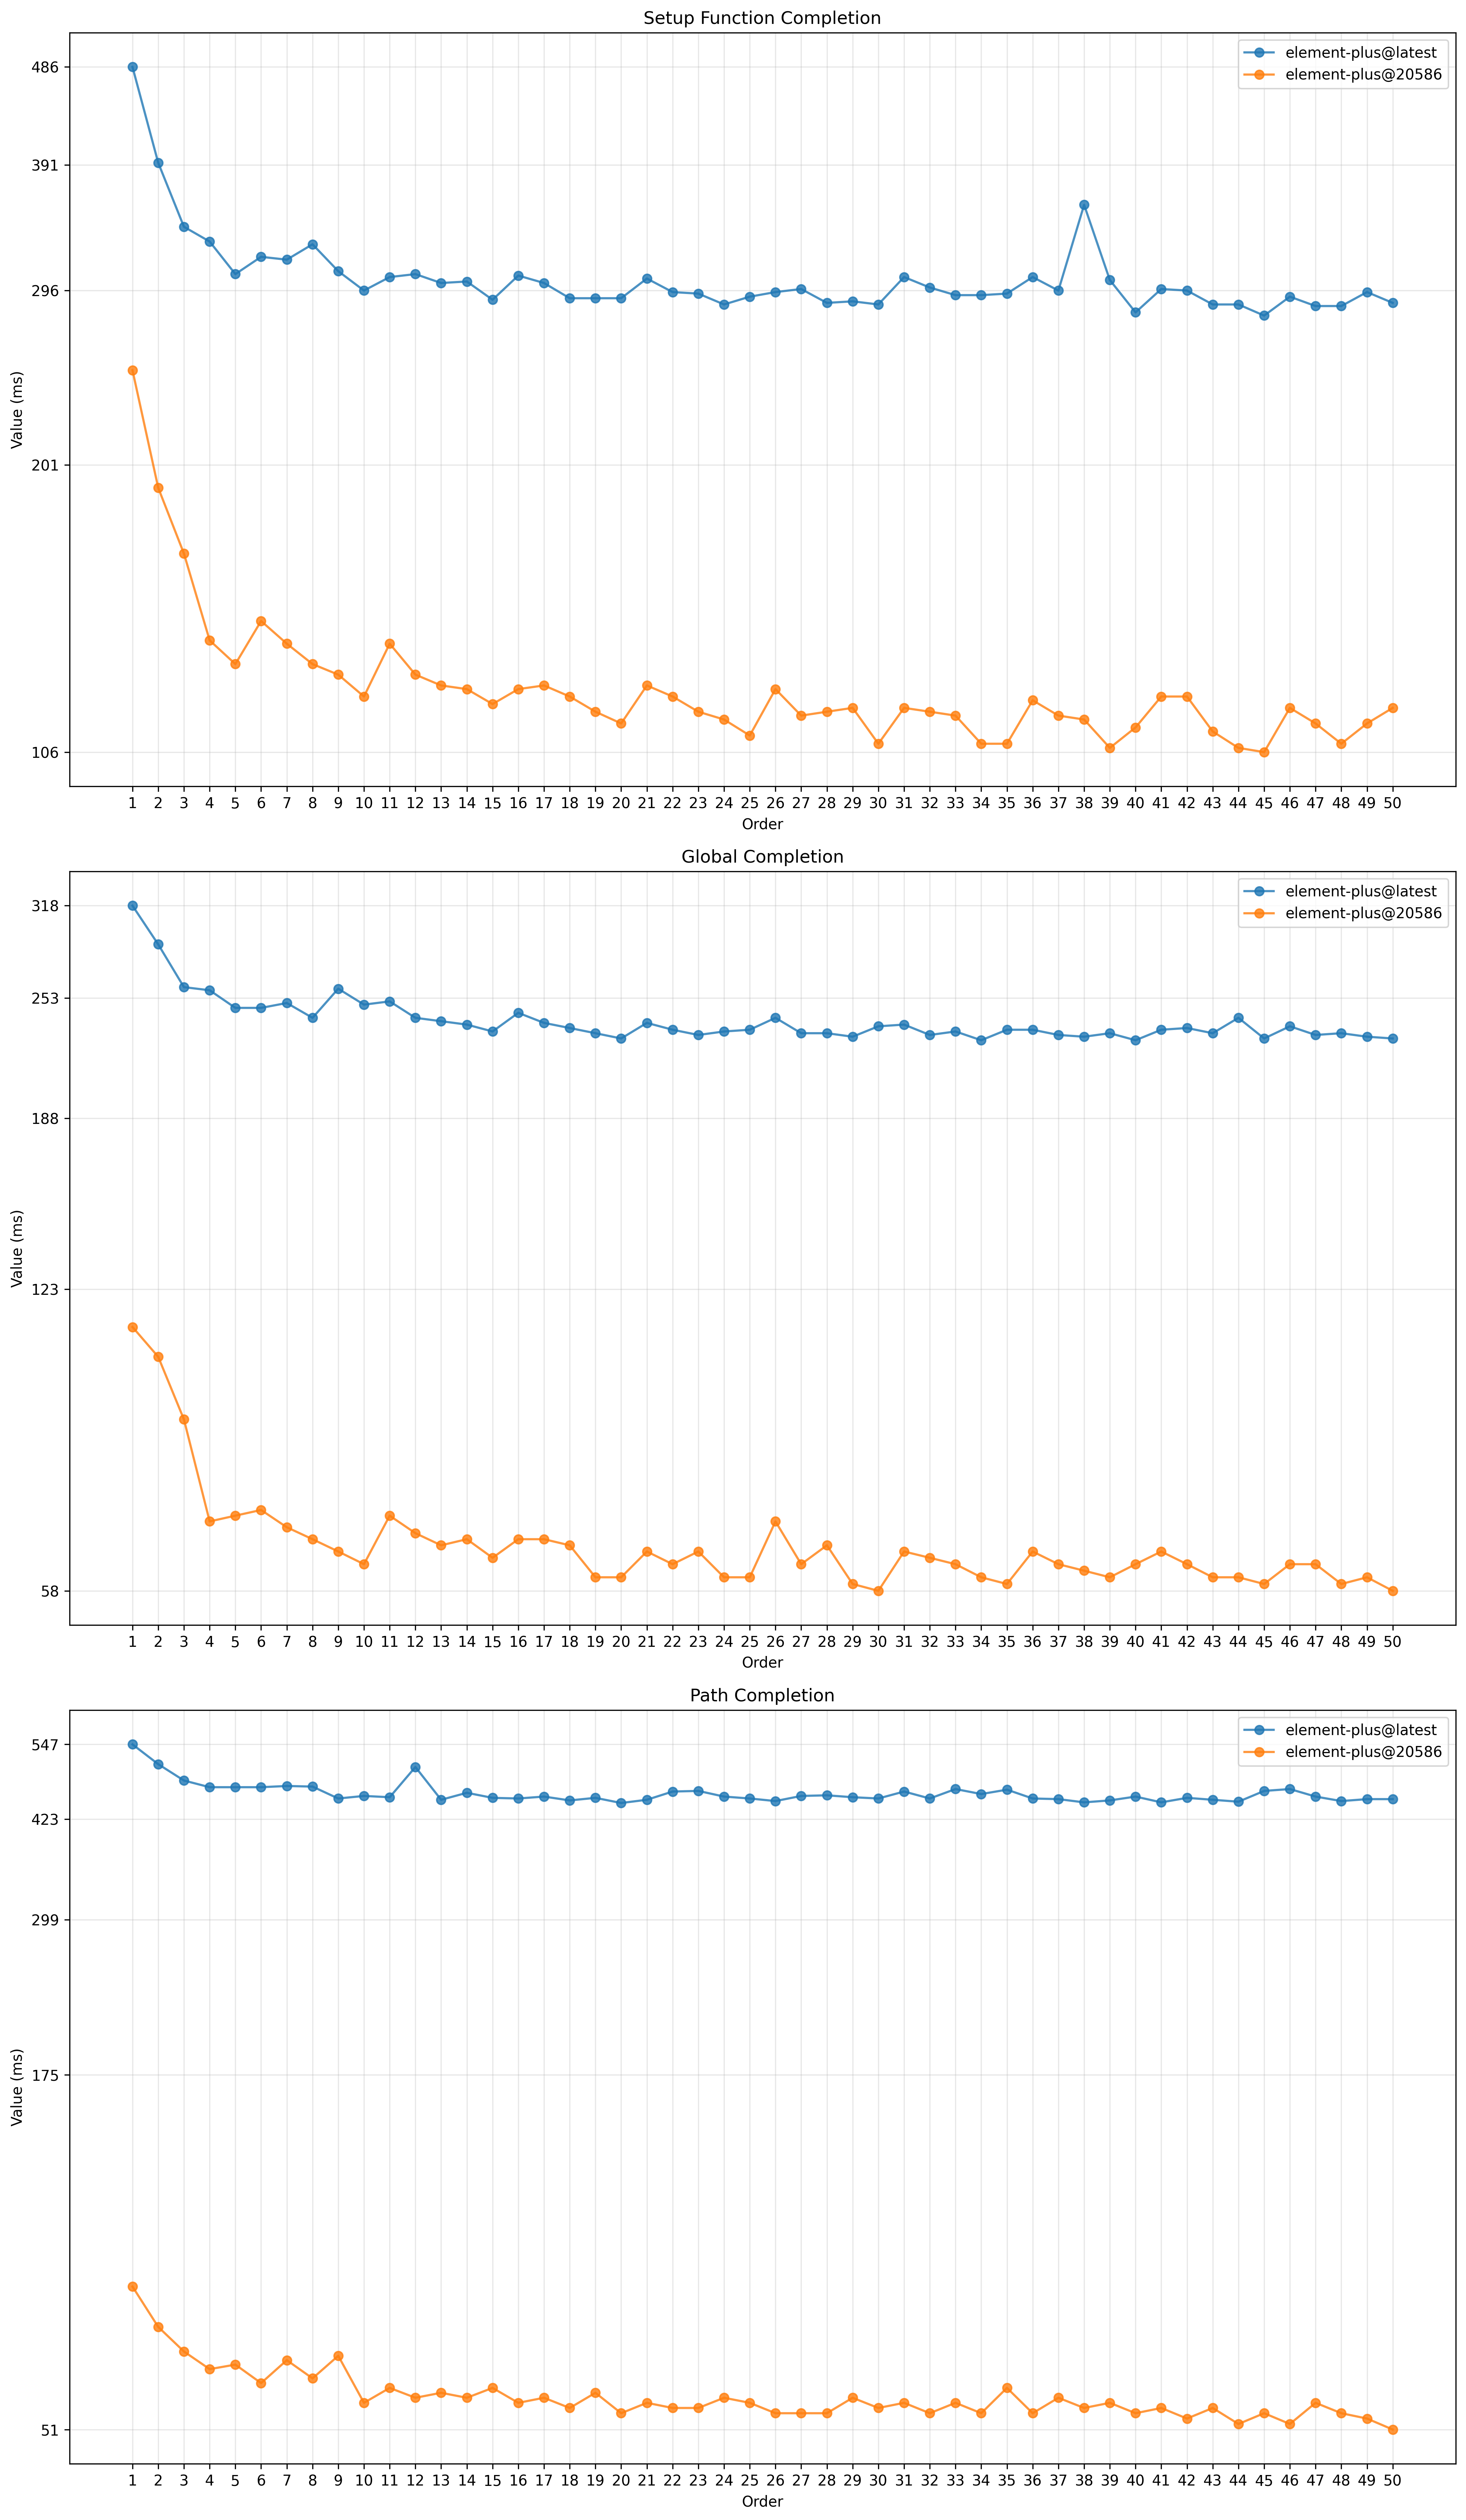 Setup Function Completion
element-plus@latest
element-plus@20586
Value (ms)
486
391
296
201
106
1 2 3 4 5 6 7 8 9 10 11 12 13 14 15 16 17 18 19 20 21 22 23 24 25 26 27 28 29 30 31 32 33 34 35 36 37 38 39 40 41 42 43 44 45 46 47 48 49 50
Order
Global Completion
element-plus@latest
element-plus@20586
Value (ms)
318
253
188
123
58
1 2 3 4 5 6 7 8 9 10 11 12 13 14 15 16 17 18 19 20 21 22 23 24 25 26 27 28 29 30 31 32 33 34 35 36 37 38 39 40 41 42 43 44 45 46 47 48 49 50
Order
Path Completion
element-plus@latest
element-plus@20586
Value (ms)
547
423
299
175
51
1 2 3 4 5 6 7 8 9 10 11 12 13 14 15 16 17 18 19 20 21 22 23 24 25 26 27 28 29 30 31 32 33 34 35 36 37 38 39 40 41 42 43 44 45 46 47 48 49 50
Order